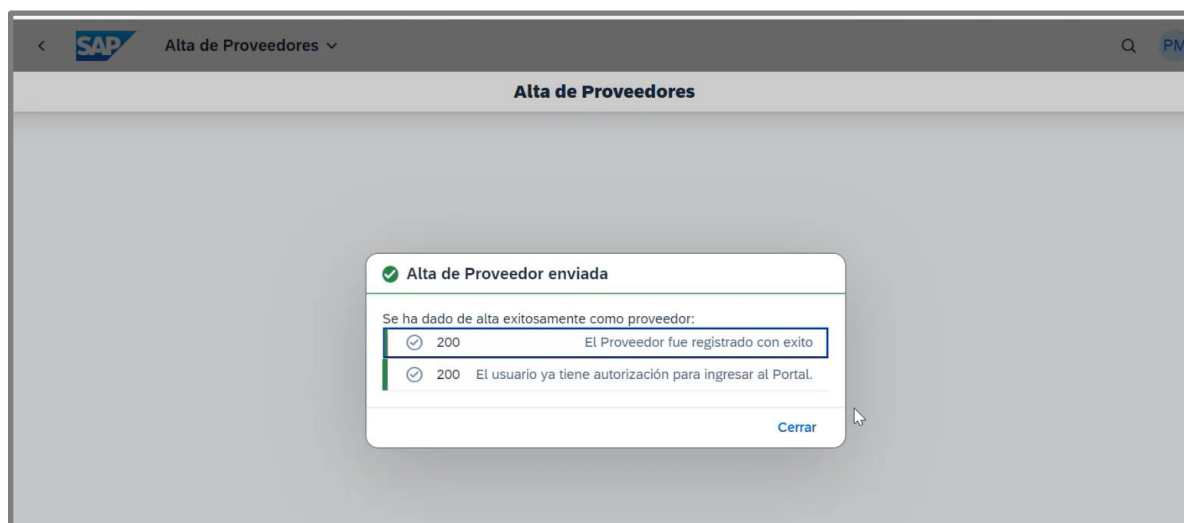 SAP Alta de Proveedores PM
Alta de Proveedores
Alta de Proveedor enviada
Se ha dado de alta exitosamente como proveedor:
200 El Proveedor fue registrado con exito
200 El usuario ya tiene autorización para ingresar al Portal.
Cerrar